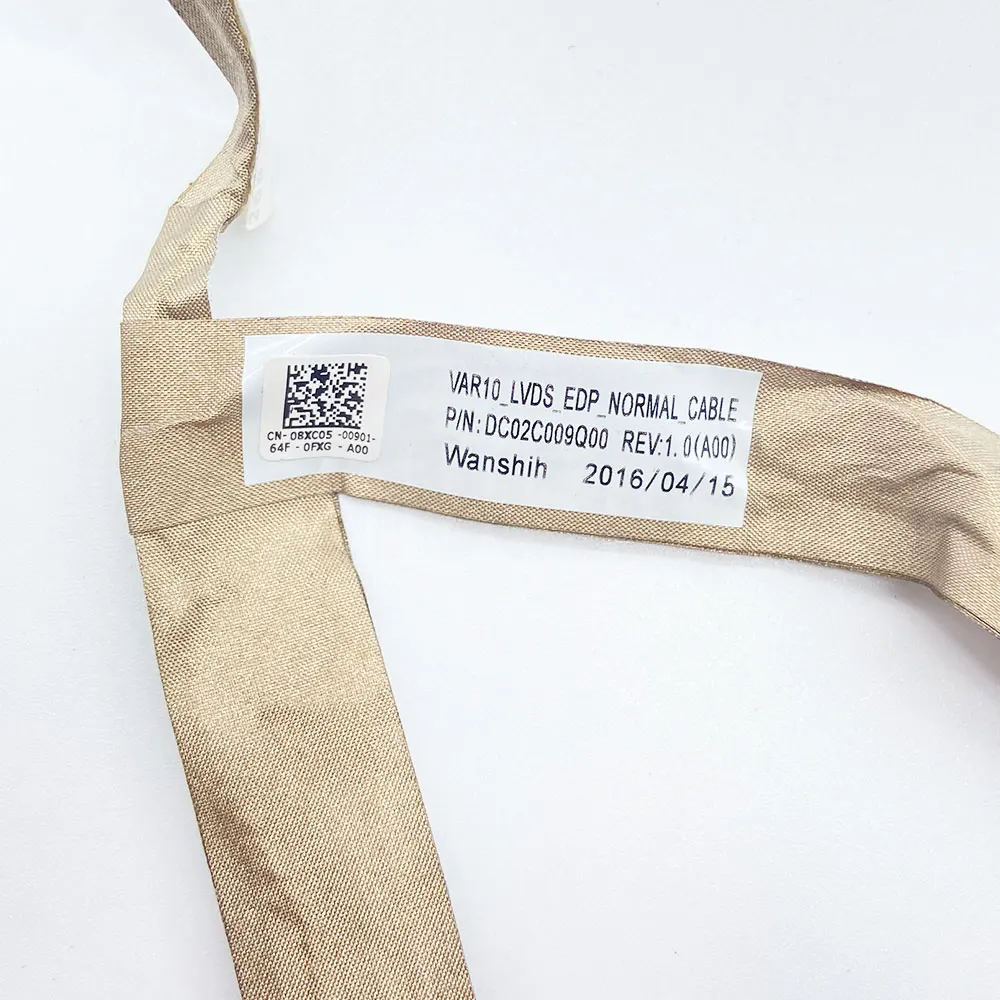 CN- 08XC05 -00901-
64F - 0FXG - A00
VAR10_LVDS_EDP_NORMAL_CABLE
P/N:DC02C009Q00 REV:1.0(A00)
Wanshih 2016/04/15